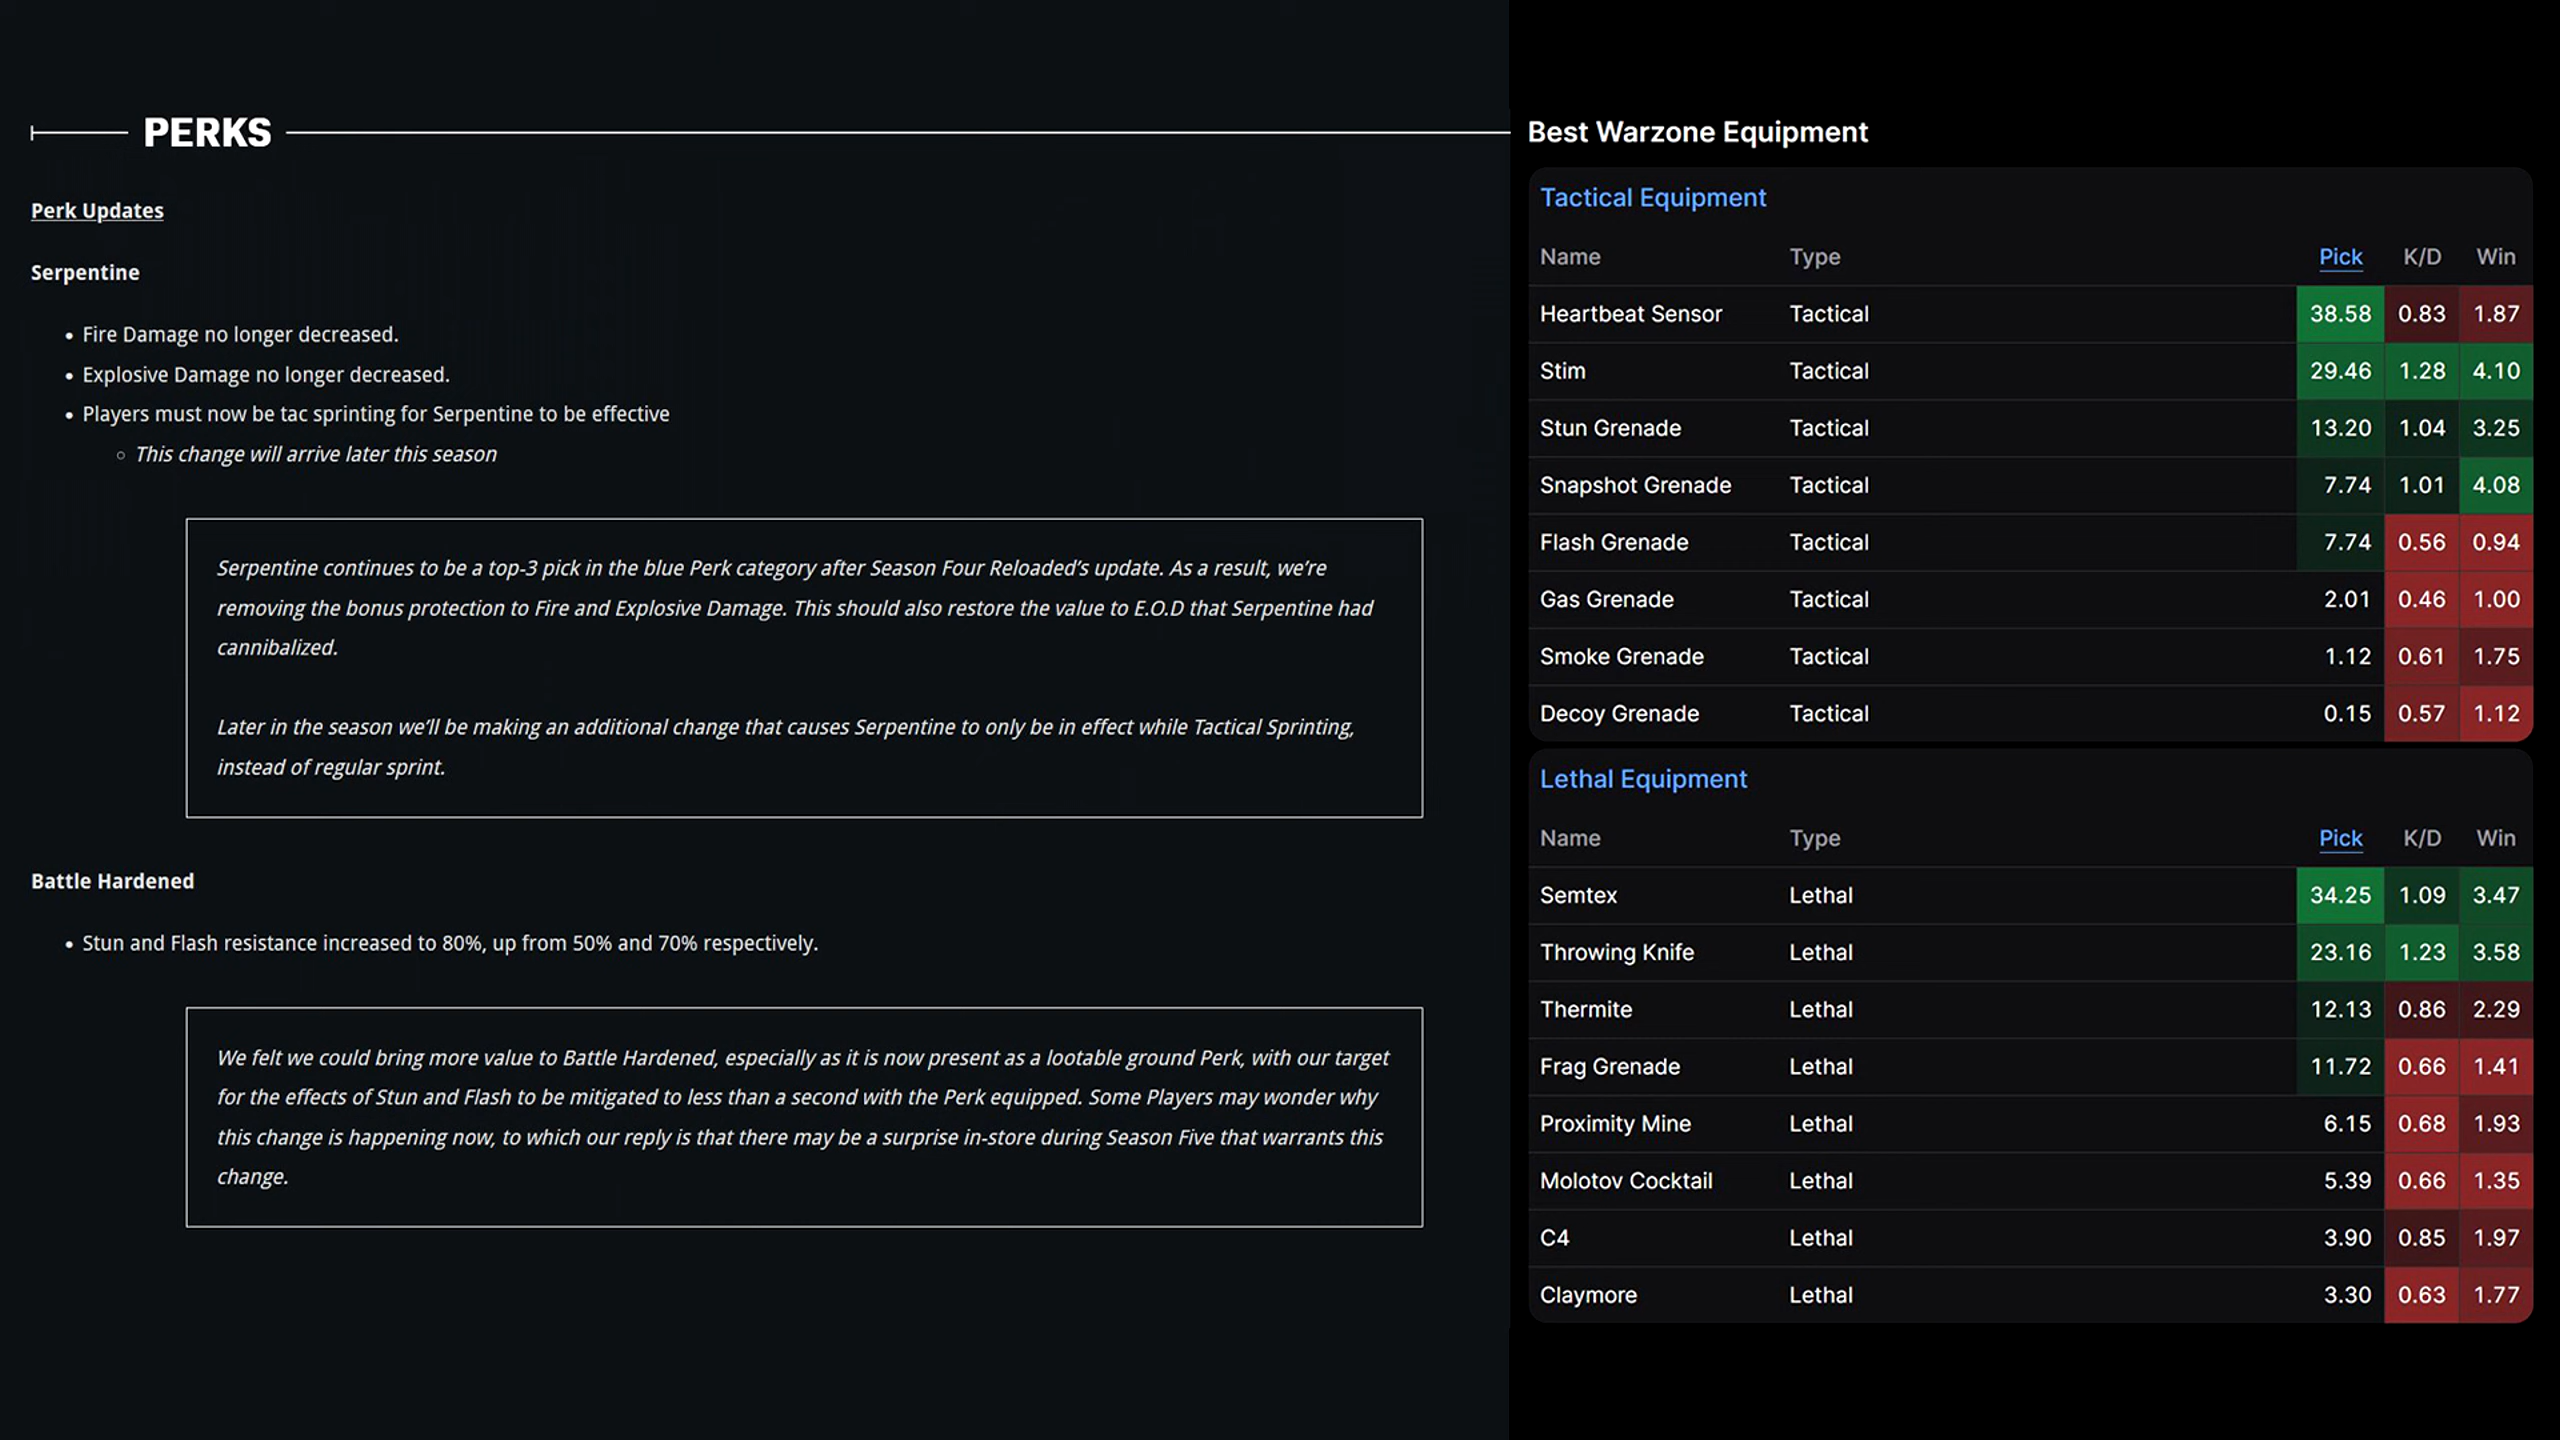 PERKS
Perk Updates
Serpentine
• Fire Damage no longer decreased.
• Explosive Damage no longer decreased.
• Players must now be tac sprinting for Serpentine to be effective
○ This change will arrive later this season
Serpentine continues to be a top-3 pick in the blue Perk category after Season Four Reloaded’s update. As a result, we’re
removing the bonus protection to Fire and Explosive Damage. This should also restore the value to E.O.D that Serpentine had
cannibalized.
Later in the season we’ll be making an additional change that causes Serpentine to only be in effect while Tactical Sprinting,
instead of regular sprint.
Battle Hardened
• Stun and Flash resistance increased to 80%, up from 50% and 70% respectively.
We felt we could bring more value to Battle Hardened, especially as it is now present as a lootable ground Perk, with our target
for the effects of Stun and Flash to be mitigated to less than a second with the Perk equipped. Some Players may wonder why
this change is happening now, to which our reply is that there may be a surprise in-store during Season Five that warrants this
change.
Best Warzone Equipment
Tactical Equipment
Name Type Pick K/D Win
Heartbeat Sensor Tactical 38.58 0.83 1.87
Stim Tactical 29.46 1.28 4.10
Stun Grenade Tactical 13.20 1.04 3.25
Snapshot Grenade Tactical 7.74 1.01 4.08
Flash Grenade Tactical 7.74 0.56 0.94
Gas Grenade Tactical 2.01 0.46 1.00
Smoke Grenade Tactical 1.12 0.61 1.75
Decoy Grenade Tactical 0.15 0.57 1.12
Lethal Equipment
Name Type Pick K/D Win
Semtex Lethal 34.25 1.09 3.47
Throwing Knife Lethal 23.16 1.23 3.58
Thermite Lethal 12.13 0.86 2.29
Frag Grenade Lethal 11.72 0.66 1.41
Proximity Mine Lethal 6.15 0.68 1.93
Molotov Cocktail Lethal 5.39 0.66 1.35
C4 Lethal 3.90 0.85 1.97
Claymore Lethal 3.30 0.63 1.77